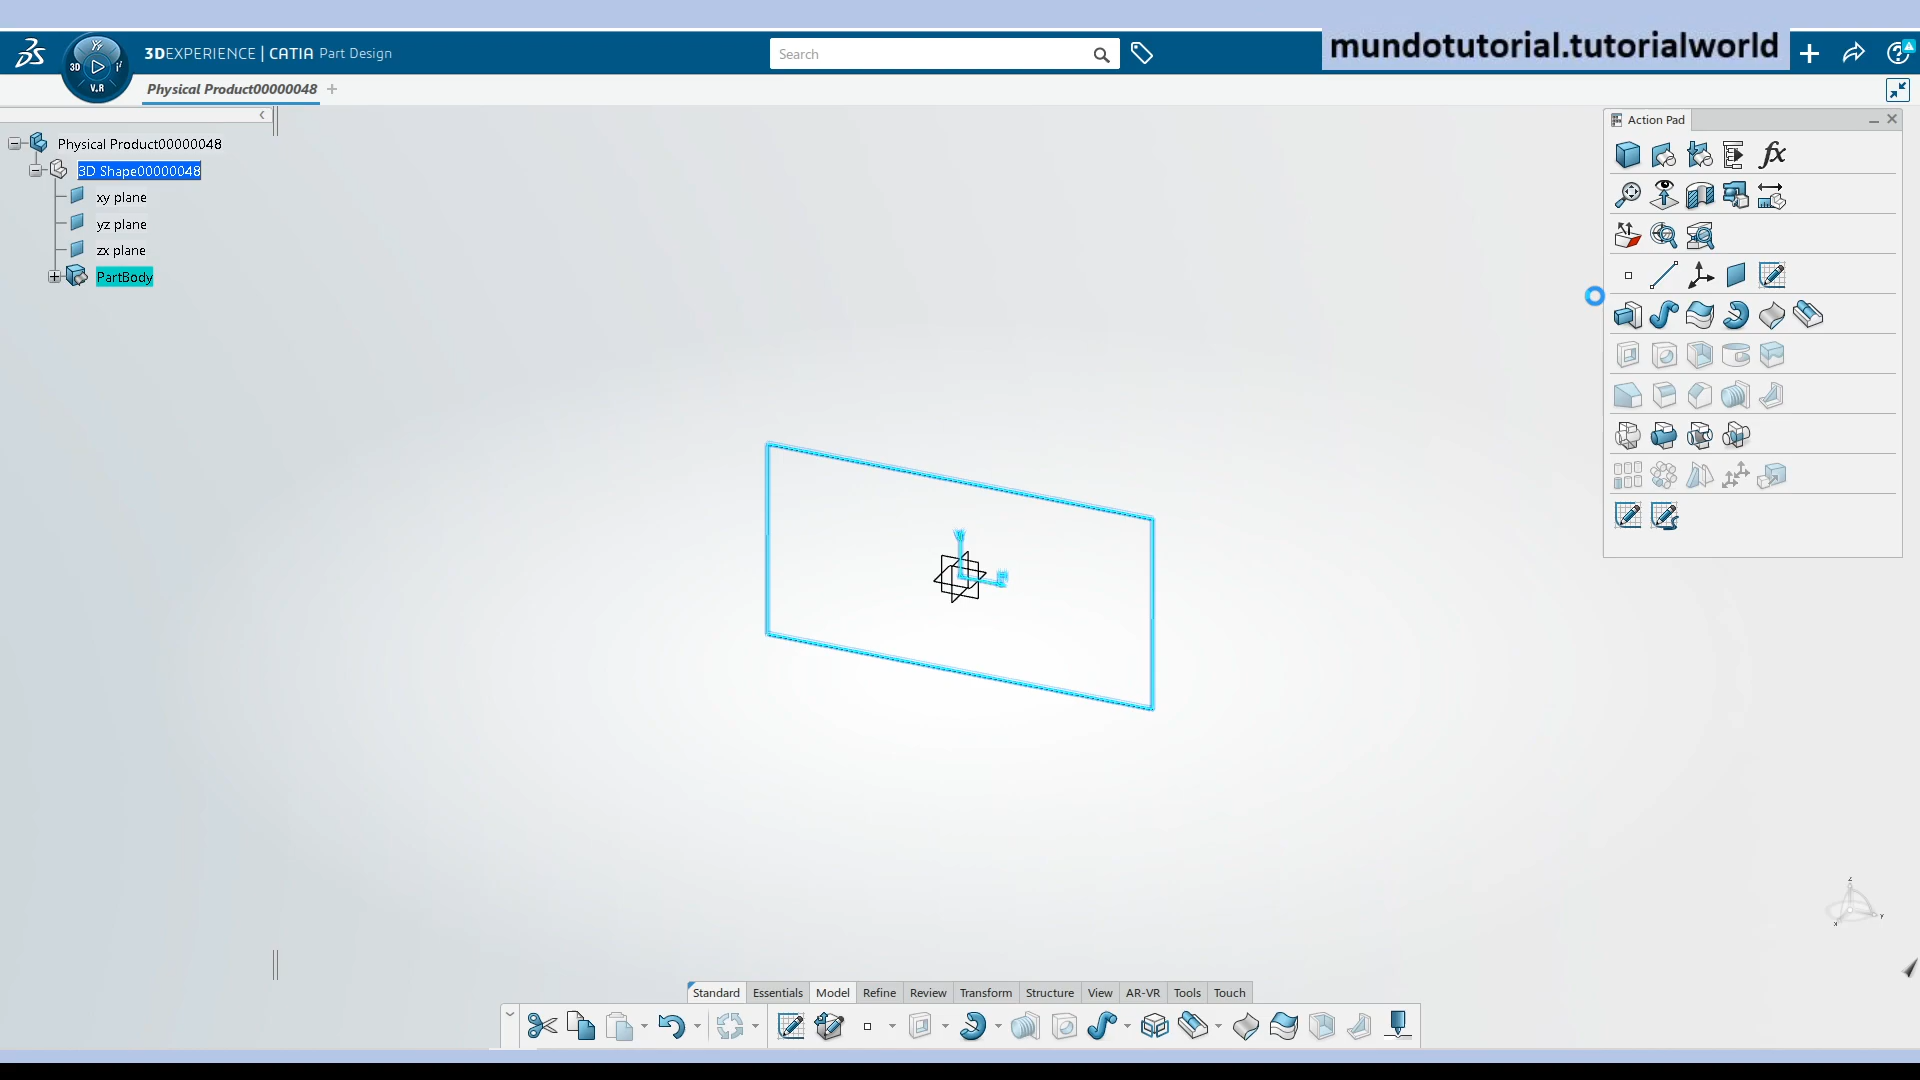 3DEXPERIENCE | CATIA Part Design
Search
mundotutorial.tutorialworld
3D
V.R
Physical Product00000048
Action Pad
Physical Product00000048
3D Shape00000048
xy plane
yz plane
zx plane
PartBody
fx
Standard
Essentials
Model
Refine
Review
Transform
Structure
View
AR-VR
Tools
Touch